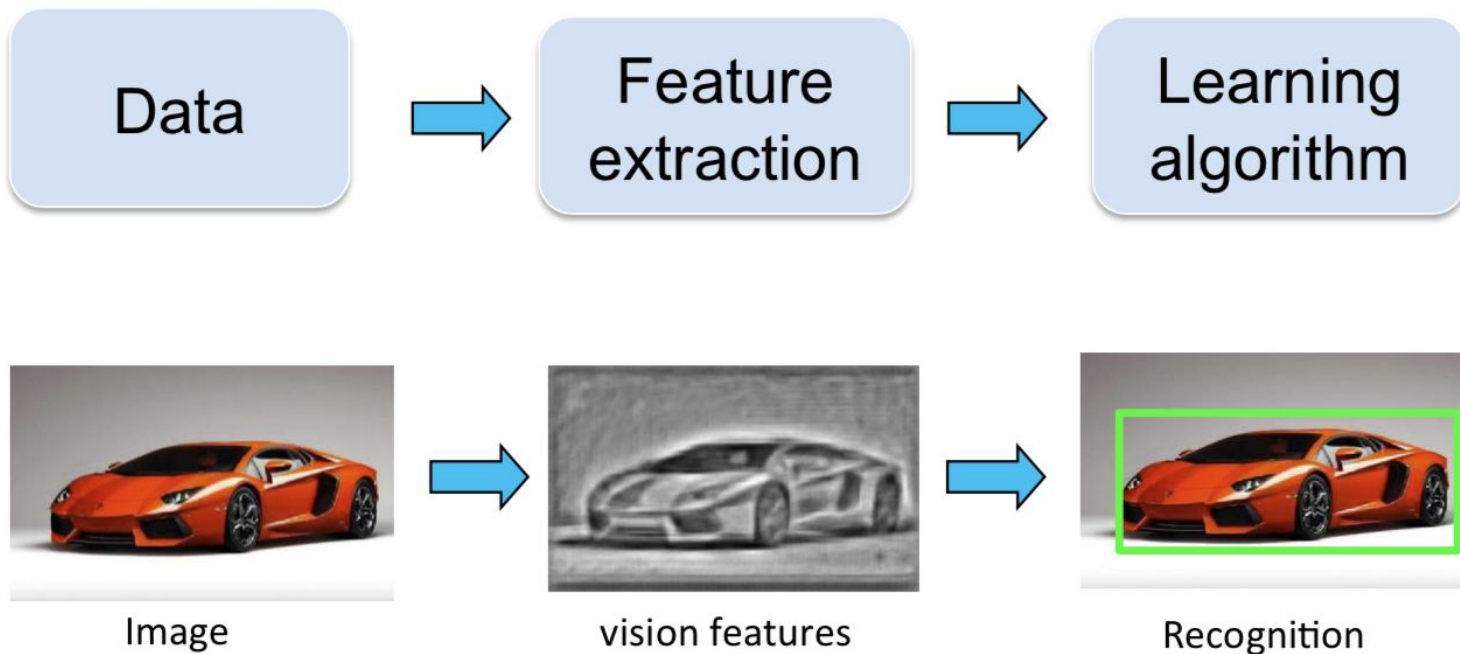 Data
Feature
extraction
Learning
algorithm
Image
vision features
Recognition